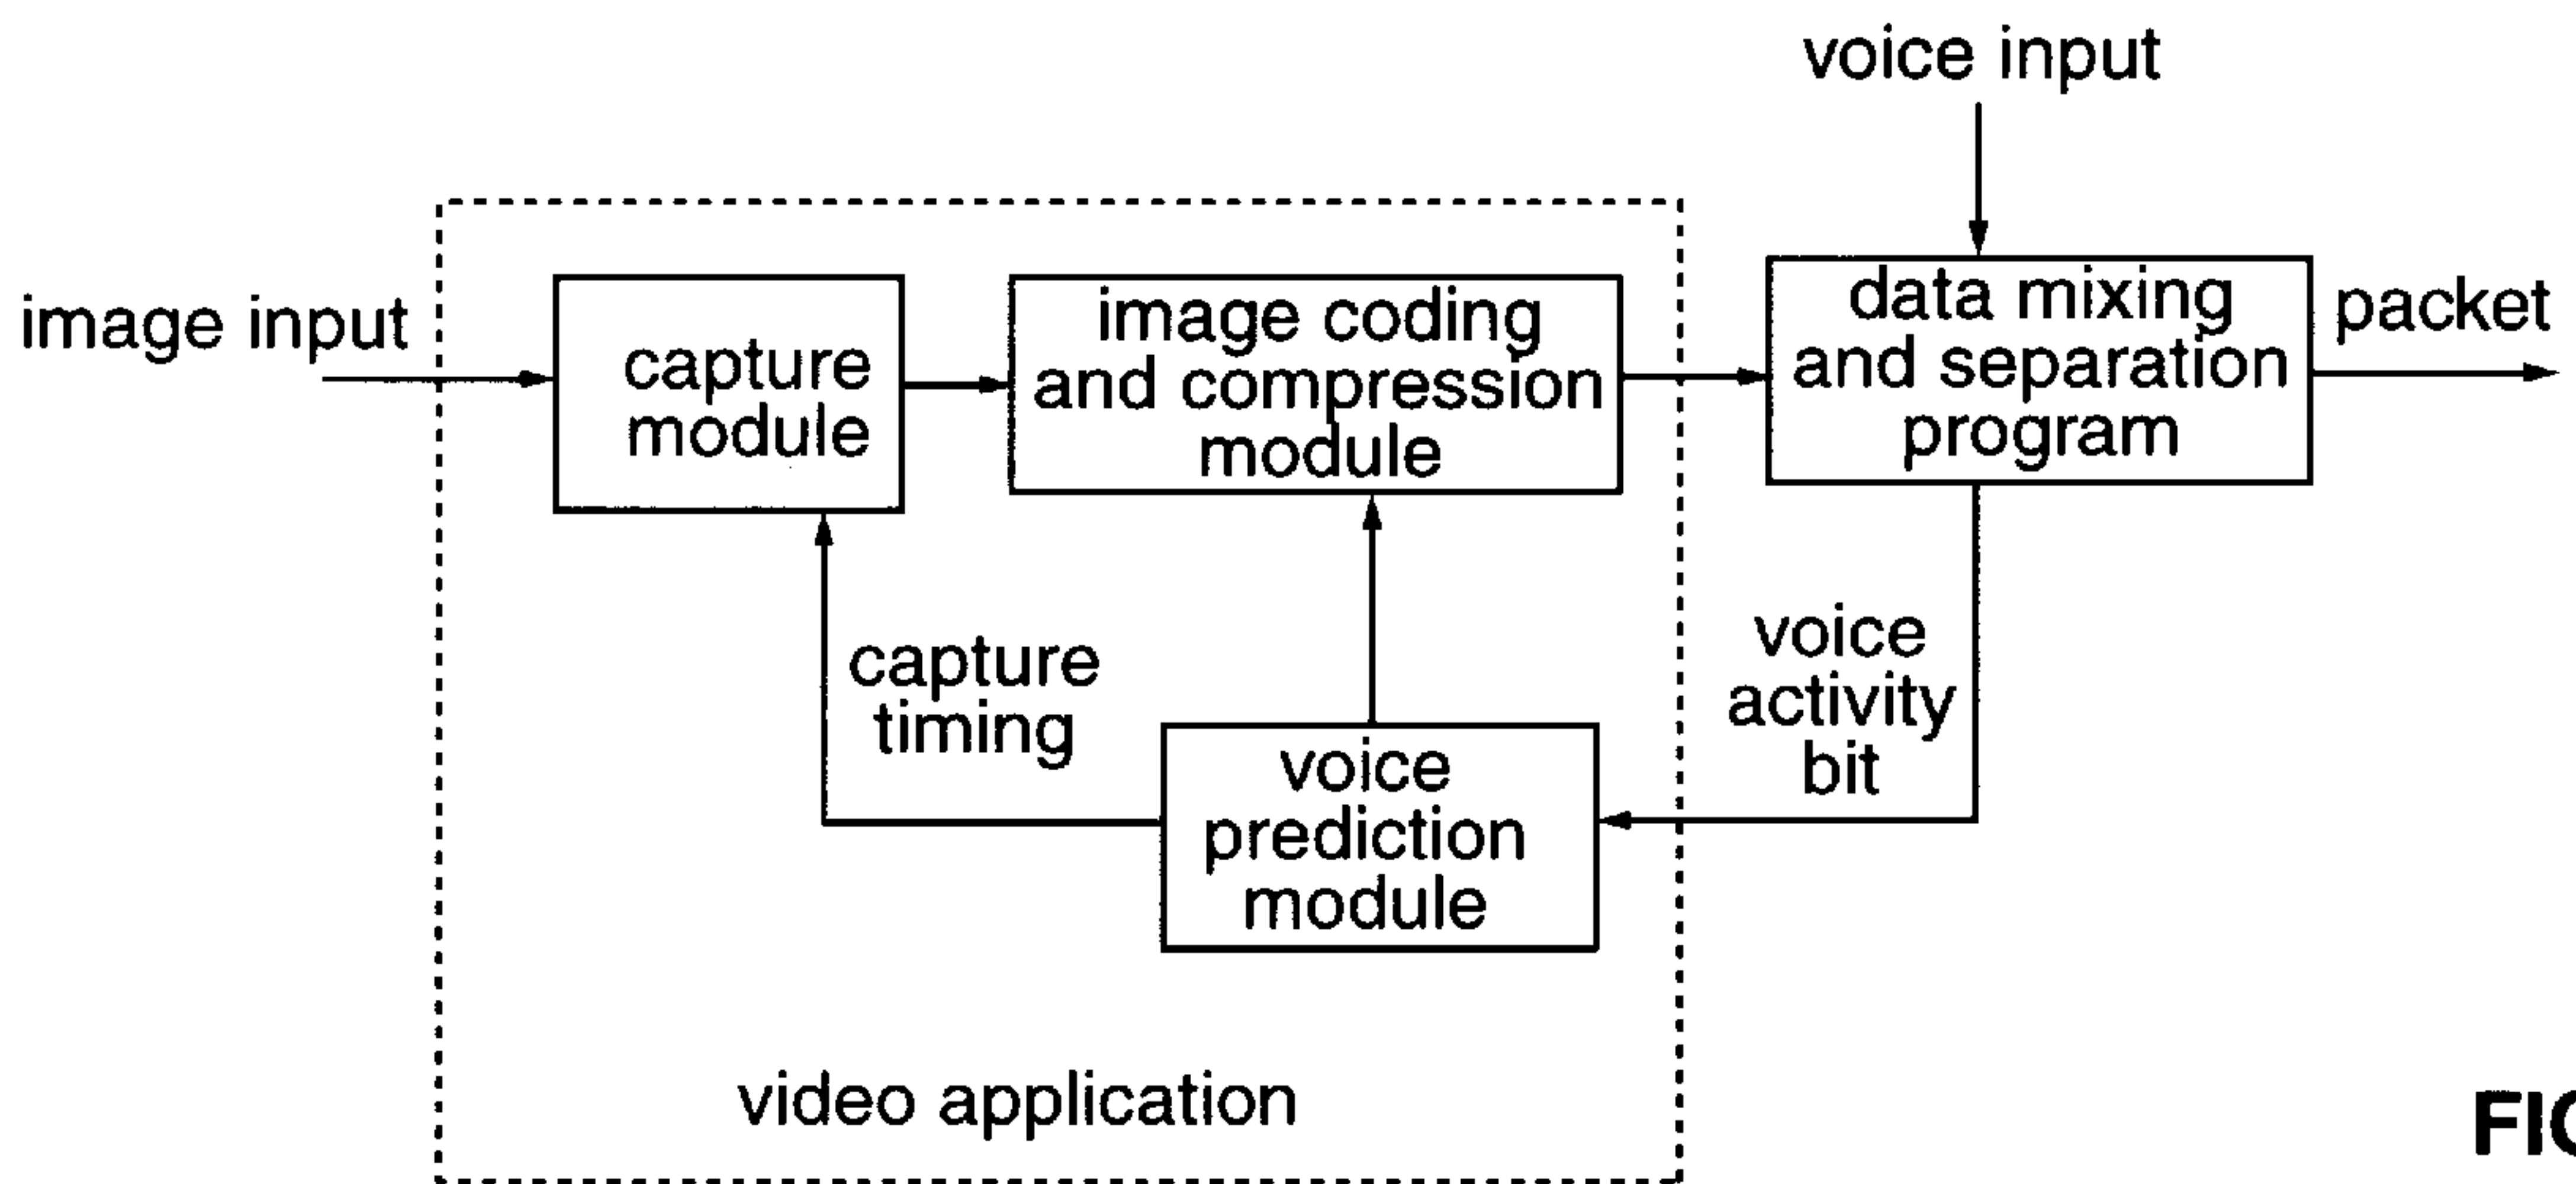 voice input
image input
capture
module
image coding
and compression
module
data mixing
and separation
program
packet
capture
timing
voice
prediction
module
voice
activity
bit
video application